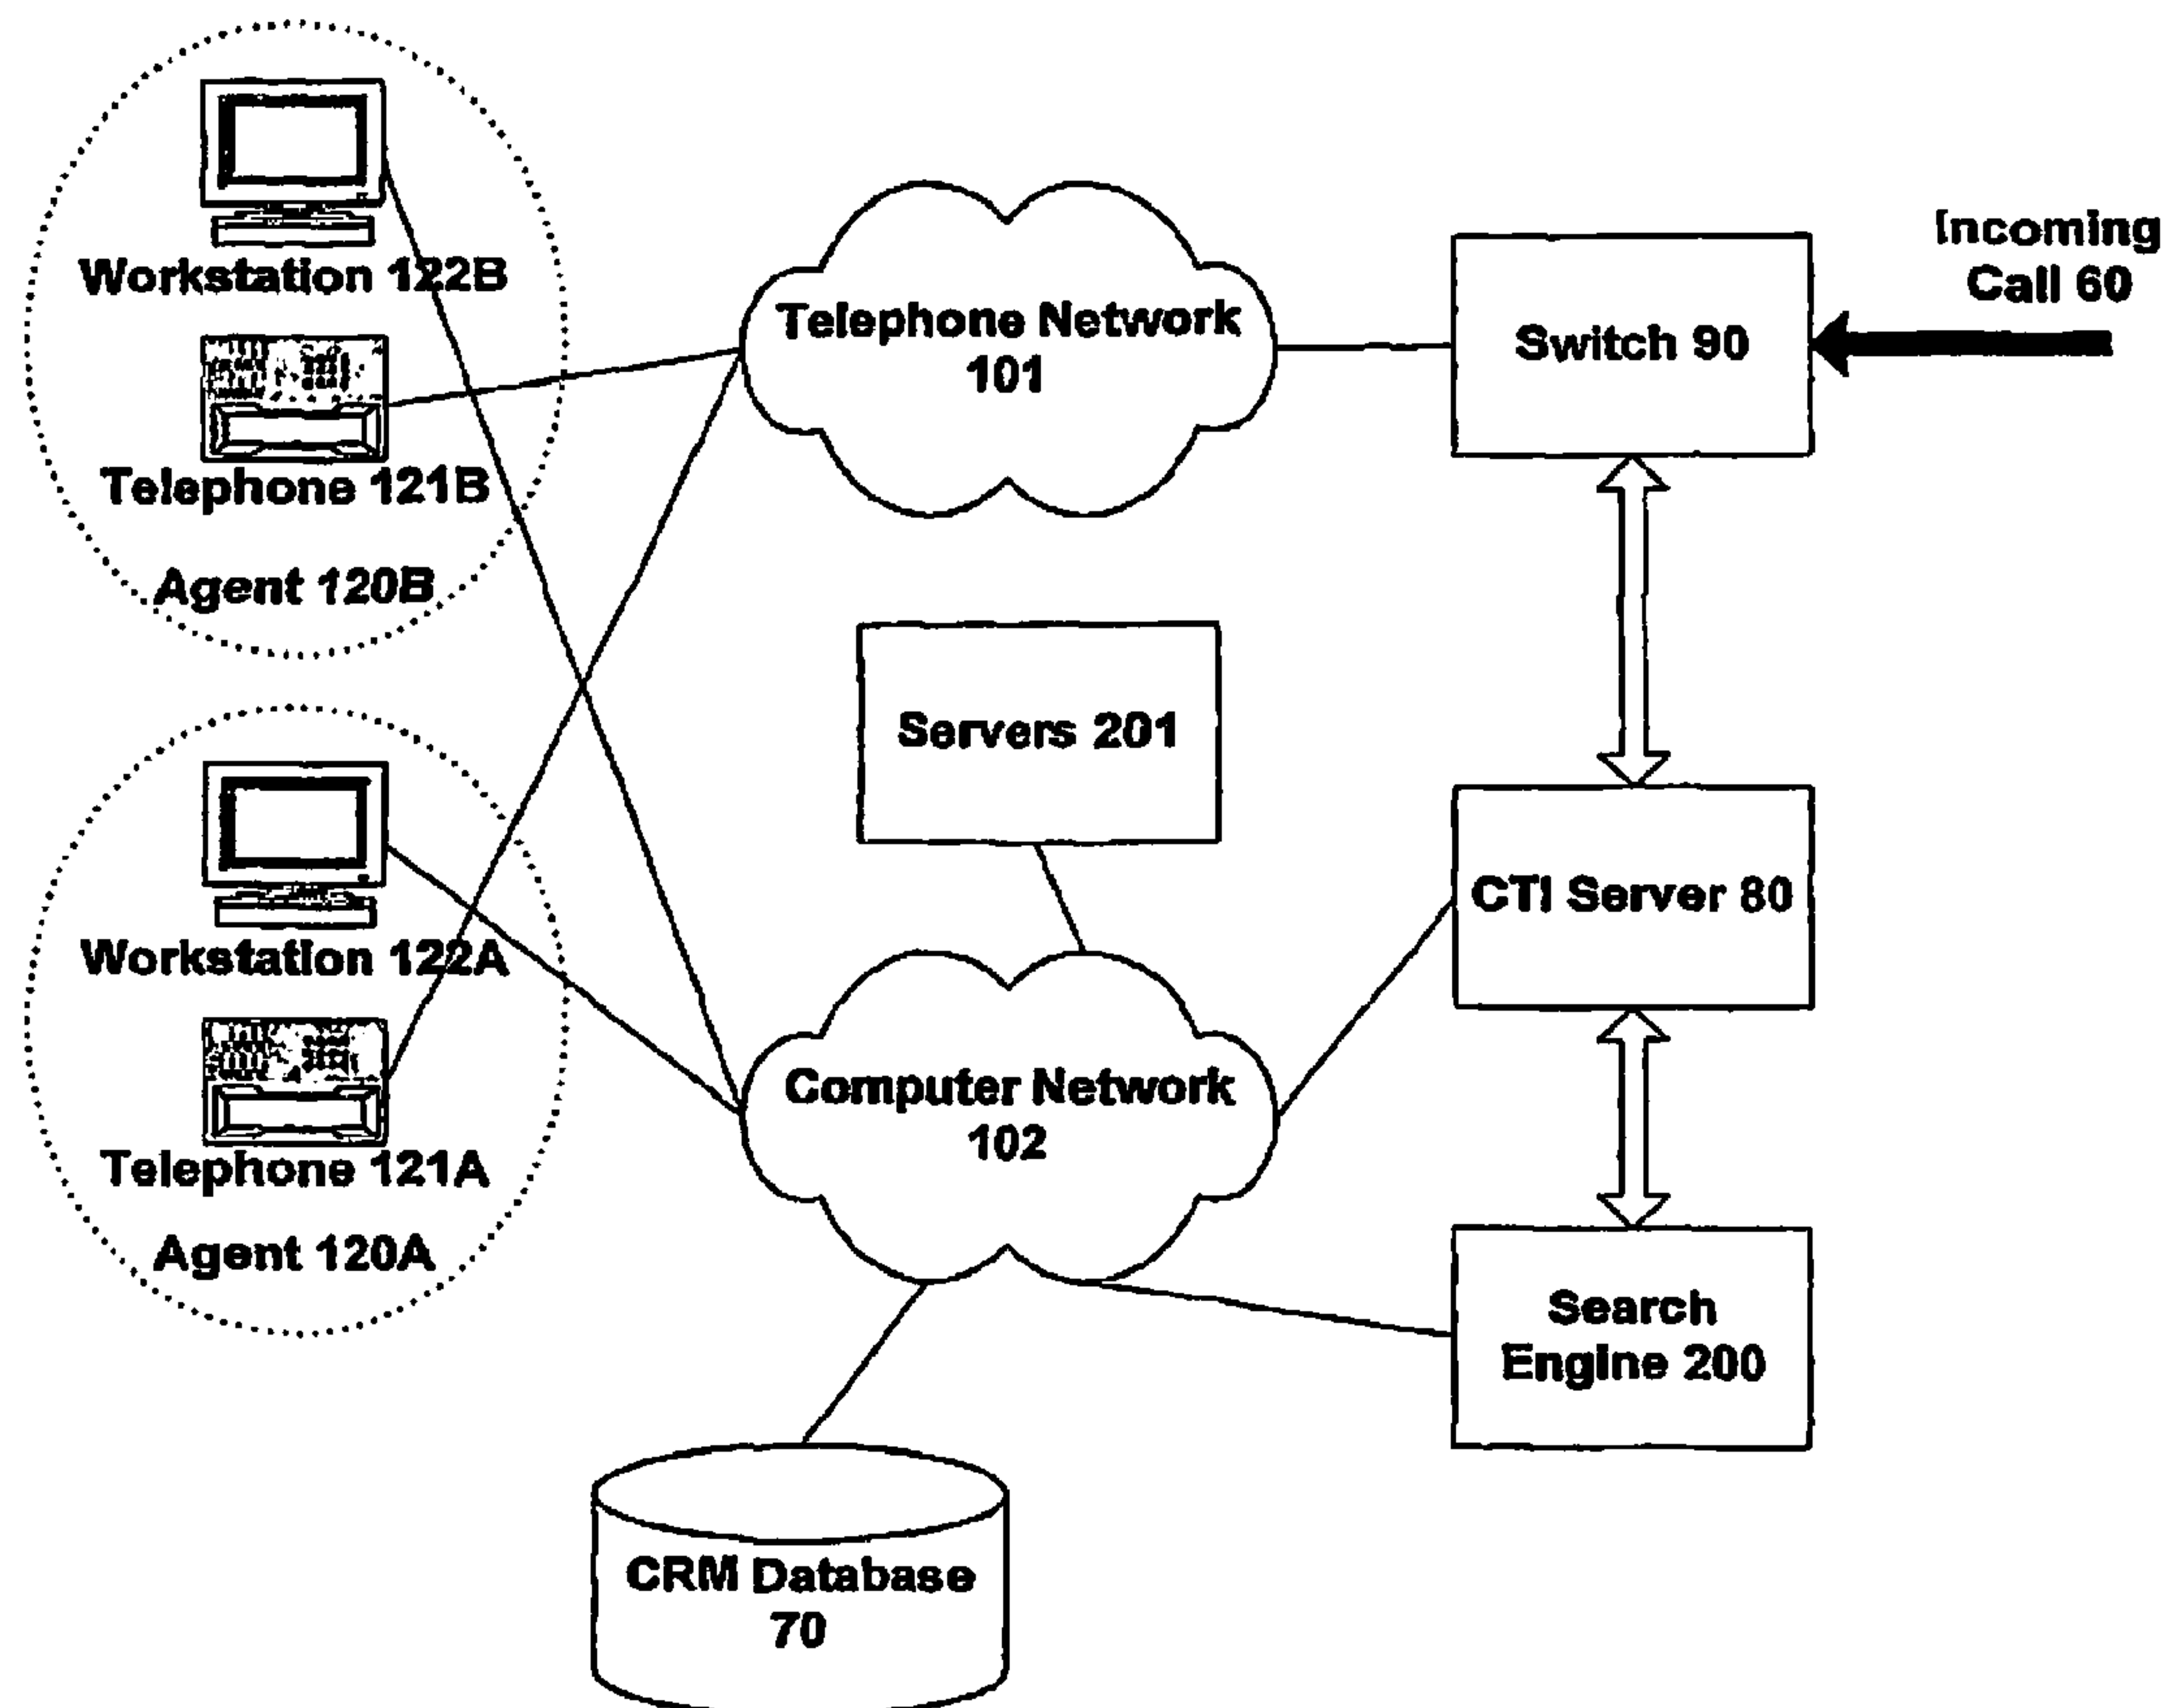 Workstation 122B
Telephone 121B
Agent 120B
Workstation 122A
Telephone 121A
Agent 120A
Telephone Network
101
Servers 201
Computer Network
102
CRM Database
70
Incoming
Call 60
Switch 90
CTI Server 80
Search
Engine 200